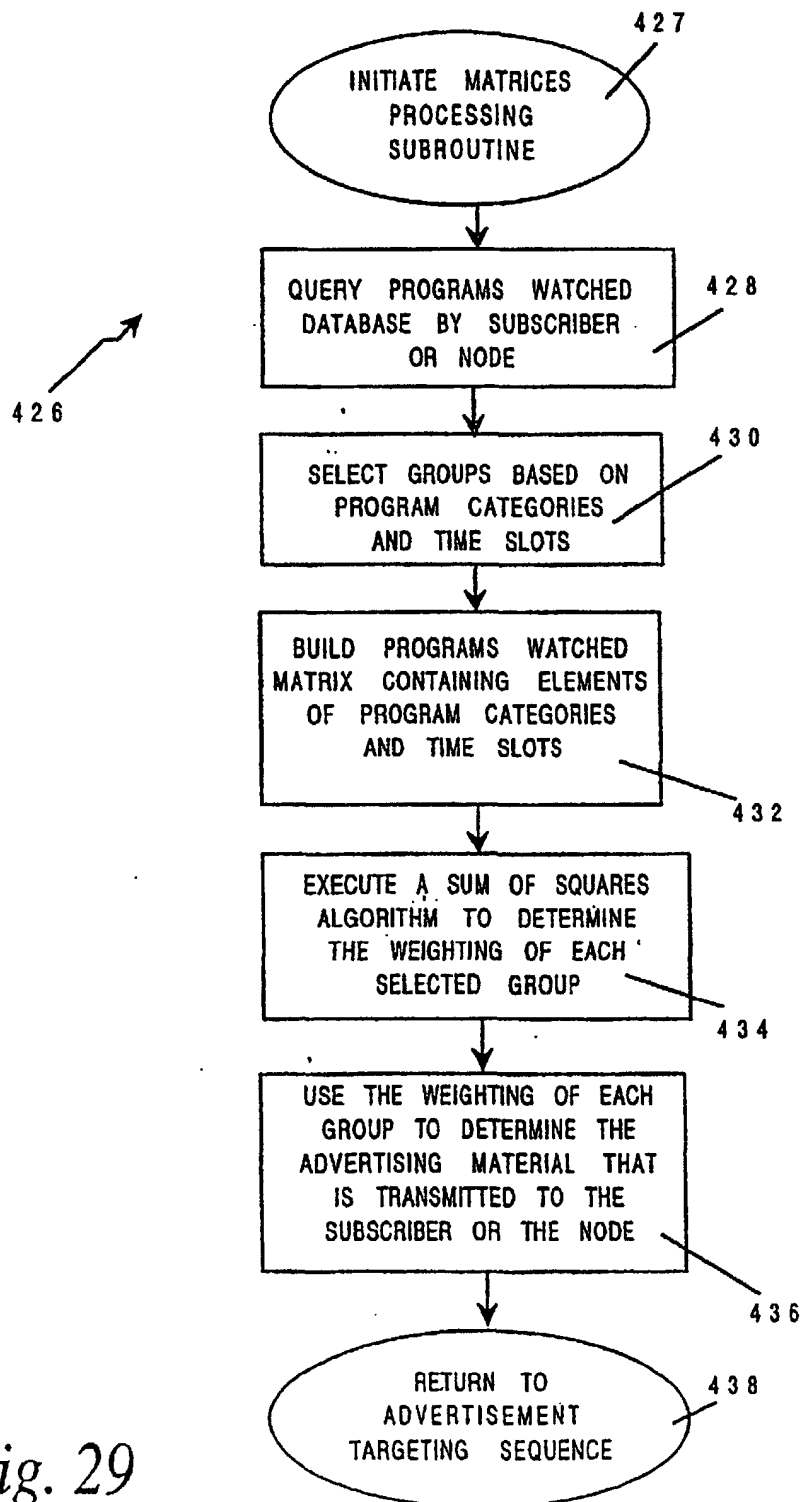 427
INITIATE MATRICES
PROCESSING
SUBROUTINE
QUERY PROGRAMS WATCHED
DATABASE BY SUBSCRIBER
OR NODE
428
426
SELECT GROUPS BASED ON
PROGRAM CATEGORIES
AND TIME SLOTS
430
BUILD PROGRAMS WATCHED
MATRIX CONTAINING ELEMENTS
OF PROGRAM CATEGORIES
AND TIME SLOTS
432
EXECUTE A SUM OF SQUARES
ALGORITHM TO DETERMINE
THE WEIGHTING OF EACH
SELECTED GROUP
434
USE THE WEIGHTING OF EACH
GROUP TO DETERMINE THE
ADVERTISING MATERIAL THAT
IS TRANSMITTED TO THE
SUBSCRIBER OR THE NODE
436
RETURN TO
ADVERTISEMENT
TARGETING SEQUENCE
438
ig. 29